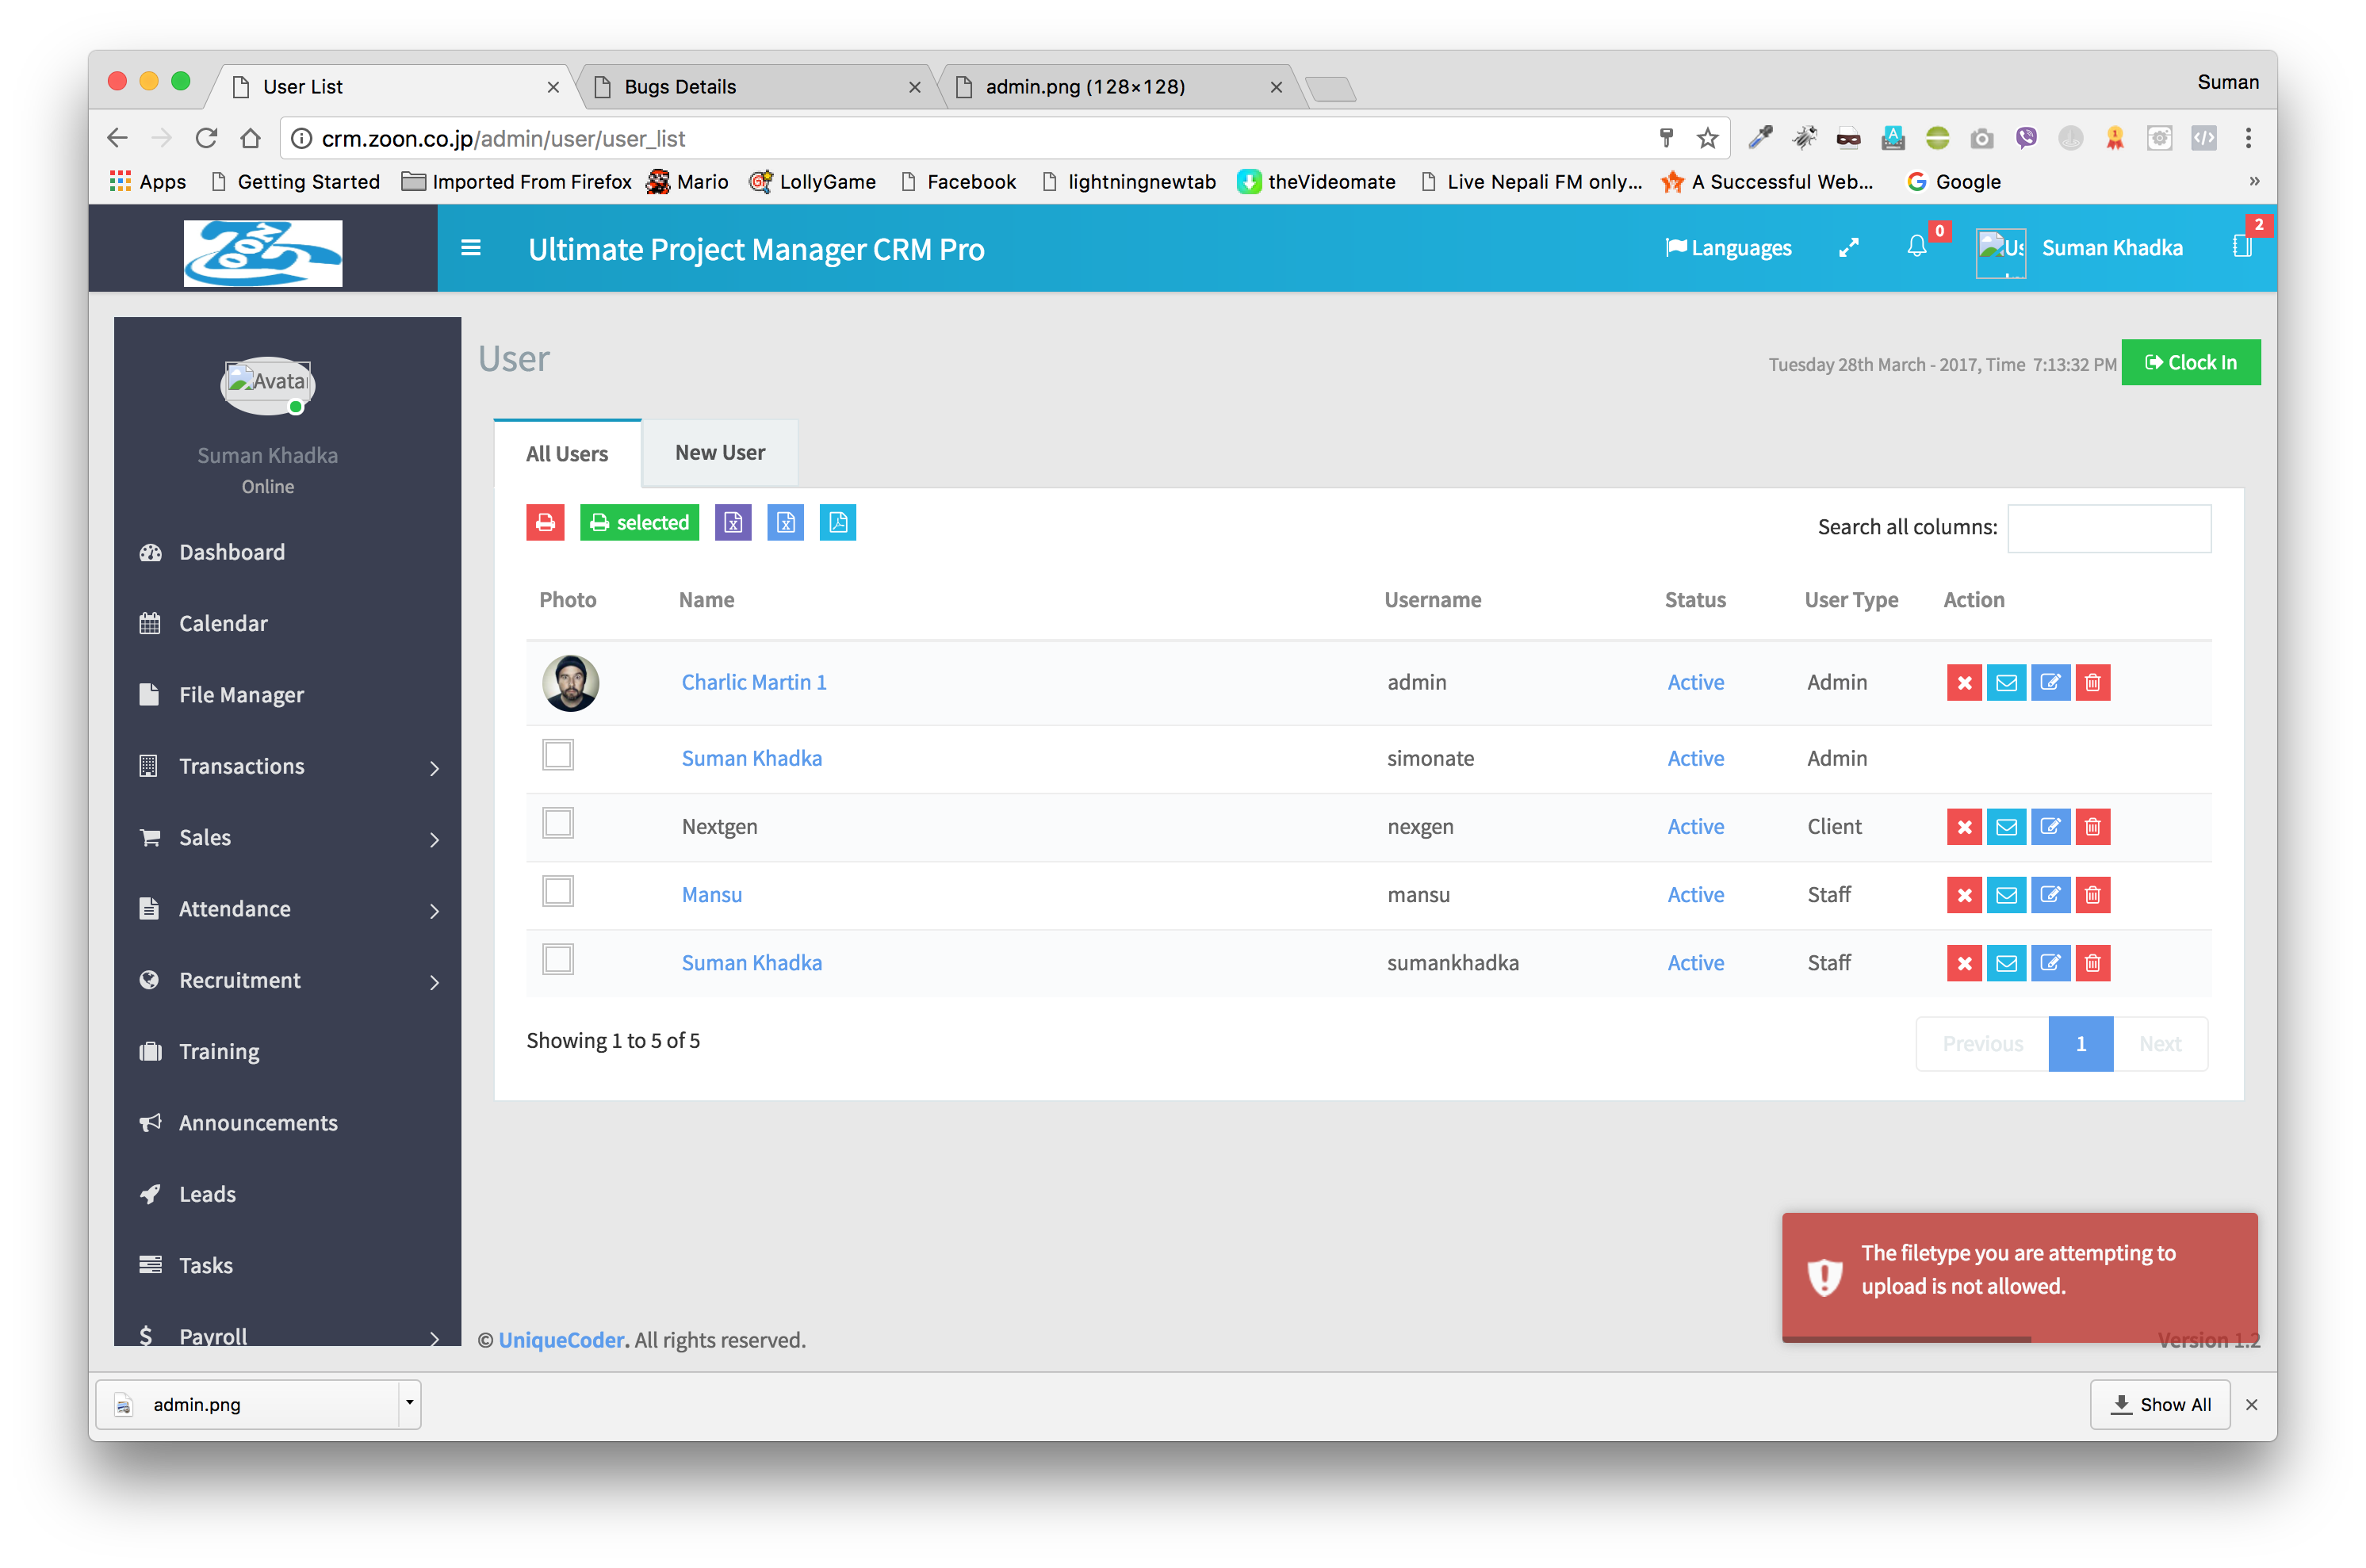 User List
Bugs Details
admin.png (128×128)
Suman
crm.zoon.co.jp/admin/user/user_list
Apps
Getting Started
Imported From Firefox
Mario
LollyGame
Facebook
lightningnewtab
theVideomate
Live Nepali FM only...
A Successful Web...
Google
»
ZOON
Ultimate Project Manager CRM Pro
Languages
0
Us
Suman Khadka
2
Avatar
Suman Khadka
Online
Dashboard
Calendar
File Manager
Transactions
Sales
Attendance
Recruitment
Training
Announcements
Leads
Tasks
Payroll
User
Tuesday 28th March - 2017, Time 7:13:32 PM
Clock In
All Users
New User
selected
Search all columns:
Photo Name Username Status User Type Action
Charlic Martin 1 admin Active Admin
Suman Khadka simonate Active Admin
Nextgen nexgen Active Client
Mansu mansu Active Staff
Suman Khadka sumankhadka Active Staff
Showing 1 to 5 of 5
Previous 1 Next
The filetype you are attempting to
upload is not allowed.
© UniqueCoder. All rights reserved.
Version 1.2
admin.png
Show All